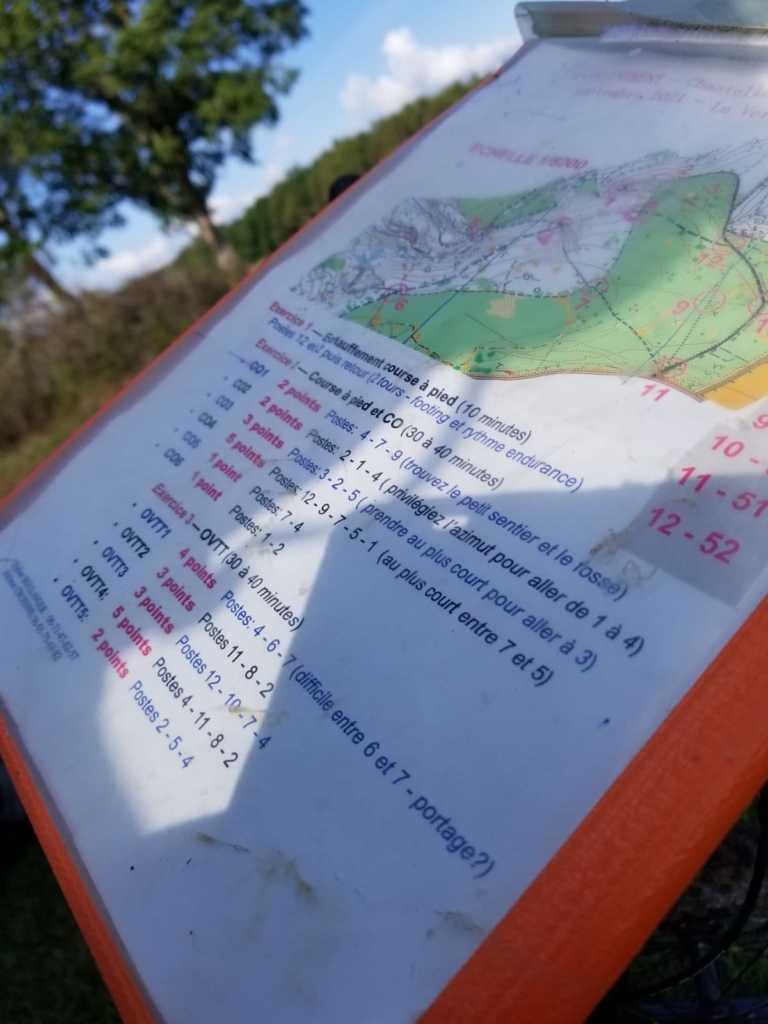 ECHELLE 1/5000
6
7
12
9
11
9
10 -
11 - 51
12 - 52
Exercice 1 — Echauffement course à pied (10 minutes)
Postes 12 et puis retour (2 tours - footing et rythme endurance)
Course à pied et CO (30 à 40 minutes)
• CO1 2 points Postes: 4 - 7 - 9 (trouvez le petit sentier et le fossé)
• CO2 2 points Postes: 2 - 1 - 4 ( privilégiez l'azimut pour aller de 1 à 4)
• CO3 3 points Postes: 3 - 2 - 5 ( prendre au plus court pour aller à 3)
• CO4 5 points Postes: 12 - 9 - 7 - 5 - 1 (au plus court entre 7 et 5)
• CO5 1 point Postes: 7 - 4
• CO6 1 point Postes: 1 - 2
Exercice 3 — OVTT (30 à 40 minutes)
• OVTT1 4 points Postes: 4 - 6 - 7 (difficile entre 6 et 7 - portage?)
• OVTT2 3 points Postes 11 - 8 - 2
• OVTT3 3 points Postes 12 - 10 - 7 - 4
• OVTT4: 5 points Postes 4 - 11 - 8 - 2
• OVTT5: 2 points Postes 2 - 5 - 4